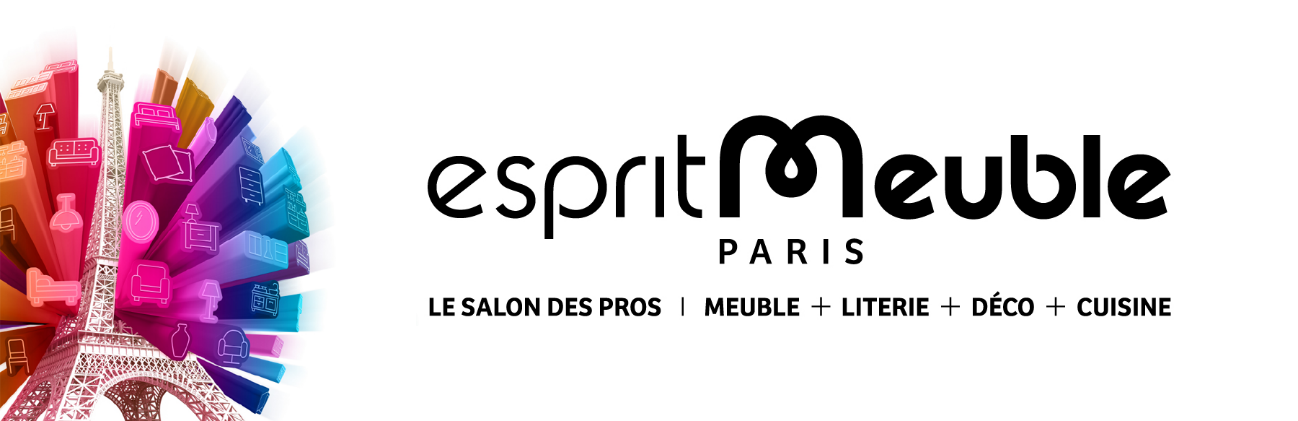 espritMeuble
PARIS
LE SALON DES PROS | MEUBLE + LITERIE + DÉCO + CUISINE